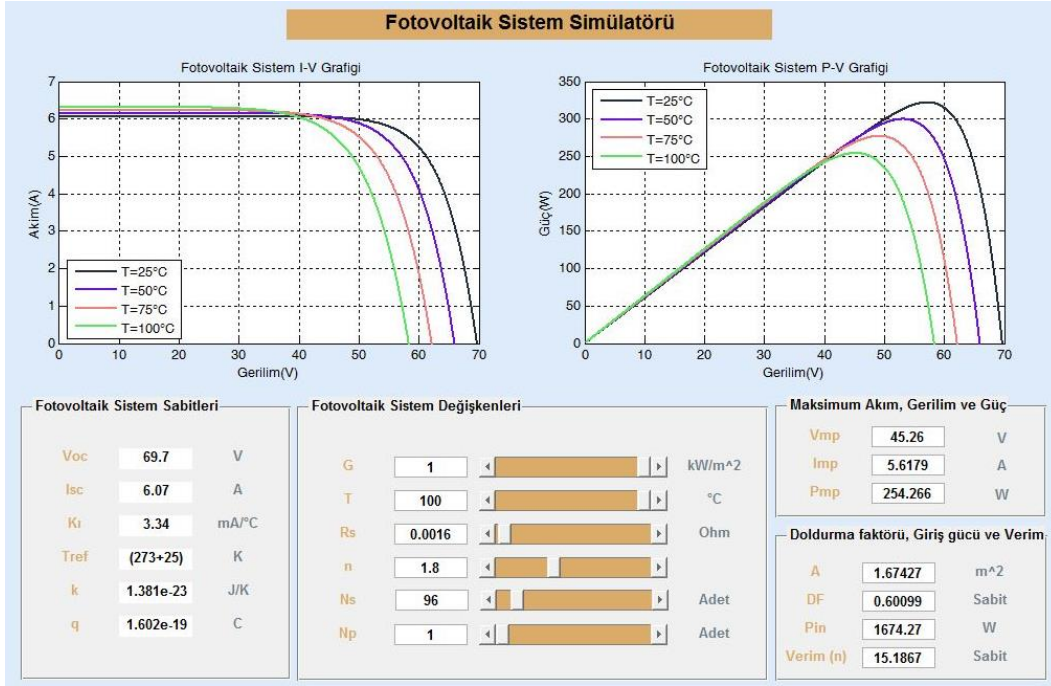 Fotovoltaik Sistem Simülatörü
Fotovoltaik Sistem I-V Grafigi
7
6
5
4
3
2
1
0
Akim(A)
T=25°C
T=50°C
T=75°C
T=100°C
0 10 20 30 40 50 60 70
Gerilim(V)
Fotovoltaik Sistem P-V Grafigi
350
300
250
200
150
100
50
0
Güç(W)
T=25°C
T=50°C
T=75°C
T=100°C
0 10 20 30 40 50 60 70
Gerilim(V)
Fotovoltaik Sistem Sabitleri
Voc 69.7 V
Isc 6.07 A
Kı 3.34 mA/°C
Tref (273+25) K
k 1.381e-23 J/K
q 1.602e-19 C
Fotovoltaik Sistem Değişkenleri
G 1 kW/m^2
T 100 °C
Rs 0.0016 Ohm
n 1.8
Ns 96 Adet
Np 1 Adet
Maksimum Akım, Gerilim ve Güç
Vmp 45.26 V
Imp 5.6179 A
Pmp 254.266 W
Doldurma faktörü, Giriş gücü ve Verim
A 1.67427 m^2
DF 0.60099 Sabit
Pin 1674.27 W
Verim (n) 15.1867 Sabit